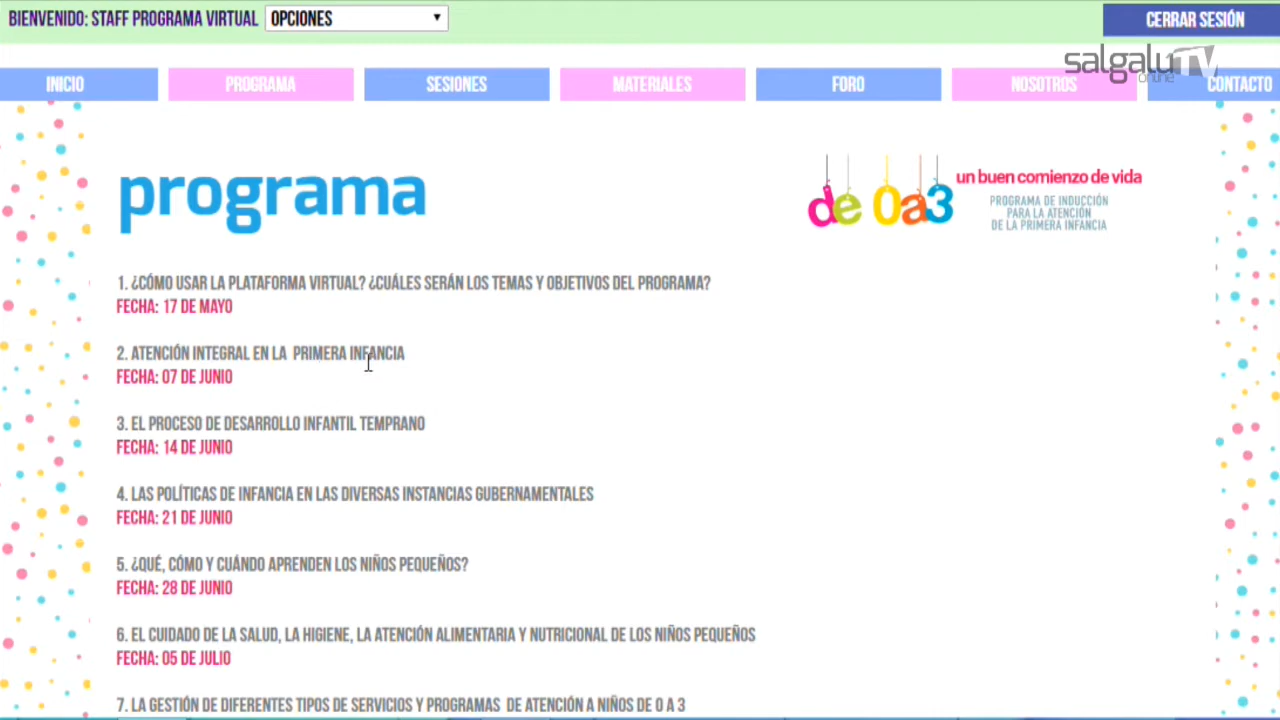 BIENVENIDO: STAFF PROGRAMA VIRTUAL OPCIONES CERRAR SESIÓN
salgalú TV online
INICIO PROGRAMA SESIONES MATERIALES FORO NOSOTROS CONTACTO
programa
de 0a3 un buen comienzo de vida
PROGRAMA DE INDUCCIÓN
PARA LA ATENCIÓN
DE LA PRIMERA INFANCIA
1. ¿CÓMO USAR LA PLATAFORMA VIRTUAL? ¿CUÁLES SERÁN LOS TEMAS Y OBJETIVOS DEL PROGRAMA?
FECHA: 17 DE MAYO
2. ATENCIÓN INTEGRAL EN LA PRIMERA INFANCIA
FECHA: 07 DE JUNIO
3. EL PROCESO DE DESARROLLO INFANTIL TEMPRANO
FECHA: 14 DE JUNIO
4. LAS POLÍTICAS DE INFANCIA EN LAS DIVERSAS INSTANCIAS GUBERNAMENTALES
FECHA: 21 DE JUNIO
5. ¿QUÉ, CÓMO Y CUÁNDO APRENDEN LOS NIÑOS PEQUEÑOS?
FECHA: 28 DE JUNIO
6. EL CUIDADO DE LA SALUD, LA HIGIENE, LA ATENCIÓN ALIMENTARIA Y NUTRICIONAL DE LOS NIÑOS PEQUEÑOS
FECHA: 05 DE JULIO
7. LA GESTIÓN DE DIFERENTES TIPOS DE SERVICIOS Y PROGRAMAS DE ATENCIÓN A NIÑOS DE 0 A 3